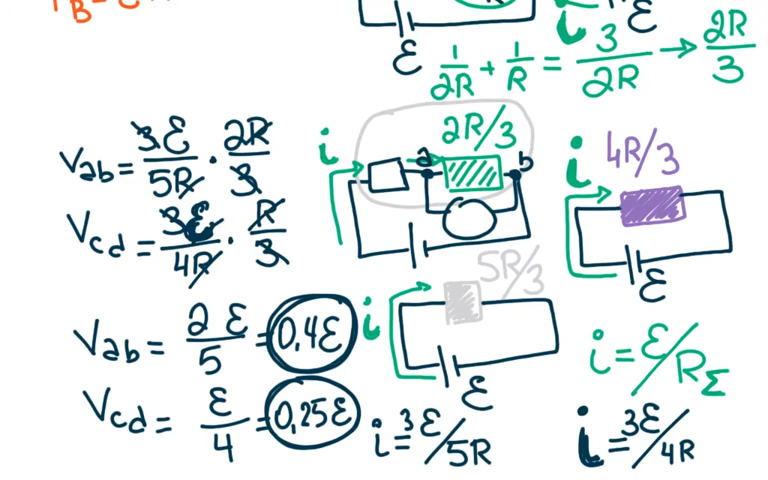 ε
1/2R + 1/R = 3/2R → 2R/3
Vab = 3ε/5R · 2R/3
Vcd = 3ε/4R · R/3
i
2R/3
a
b
i
4R/3
ε
Vab = 2ε/5 = 0,4ε
Vcd = ε/4 = 0,25ε
i
5R/3
ε
i = 3ε/5R
i = ε/RΣ
i = 3ε/4R